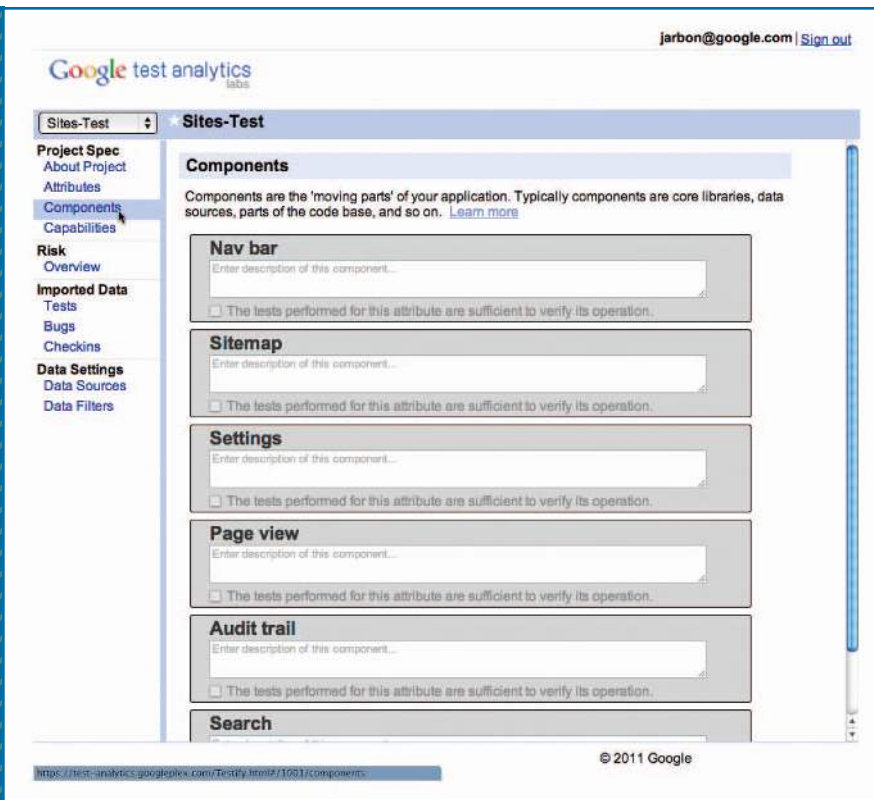 jarbon@google.com | Sign out
Google test analytics
labs
Sites-Test
Sites-Test
Project Spec
About Project
Attributes
Components
Capabilities
Risk
Overview
Imported Data
Tests
Bugs
Checkins
Data Settings
Data Sources
Data Filters
Components
Components are the 'moving parts' of your application. Typically components are core libraries, data
sources, parts of the code base, and so on. Learn more
Nav bar
Enter description of this component...
The tests performed for this attribute are sufficient to verify its operation.
Sitemap
Enter description of this component...
The tests performed for this attribute are sufficient to verify its operation.
Settings
Enter description of this component...
The tests performed for this attribute are sufficient to verify its operation.
Page view
Enter description of this component...
The tests performed for this attribute are sufficient to verify its operation.
Audit trail
Enter description of this component...
The tests performed for this attribute are sufficient to verify its operation.
Search
© 2011 Google
https://test-analytics.googleplex.com/Testify.html#/1001/components